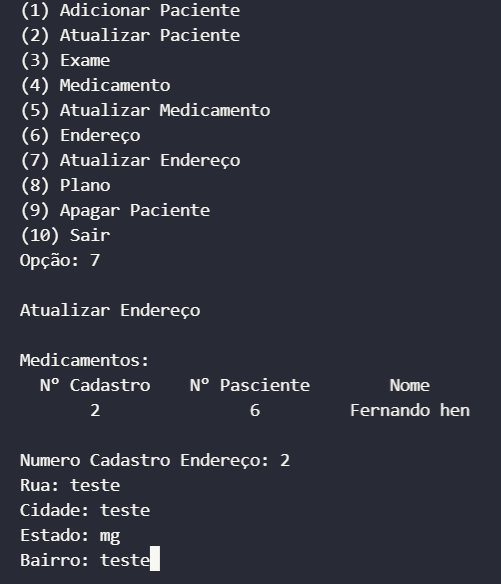 (1) Adicionar Paciente
(2) Atualizar Paciente
(3) Exame
(4) Medicamento
(5) Atualizar Medicamento
(6) Endereço
(7) Atualizar Endereço
(8) Plano
(9) Apagar Paciente
(10) Sair
Opção: 7
Atualizar Endereço
Medicamentos:
Nº Cadastro Nº Pasciente Nome
2 6 Fernando hen
Numero Cadastro Endereço: 2
Rua: teste
Cidade: teste
Estado: mg
Bairro: teste